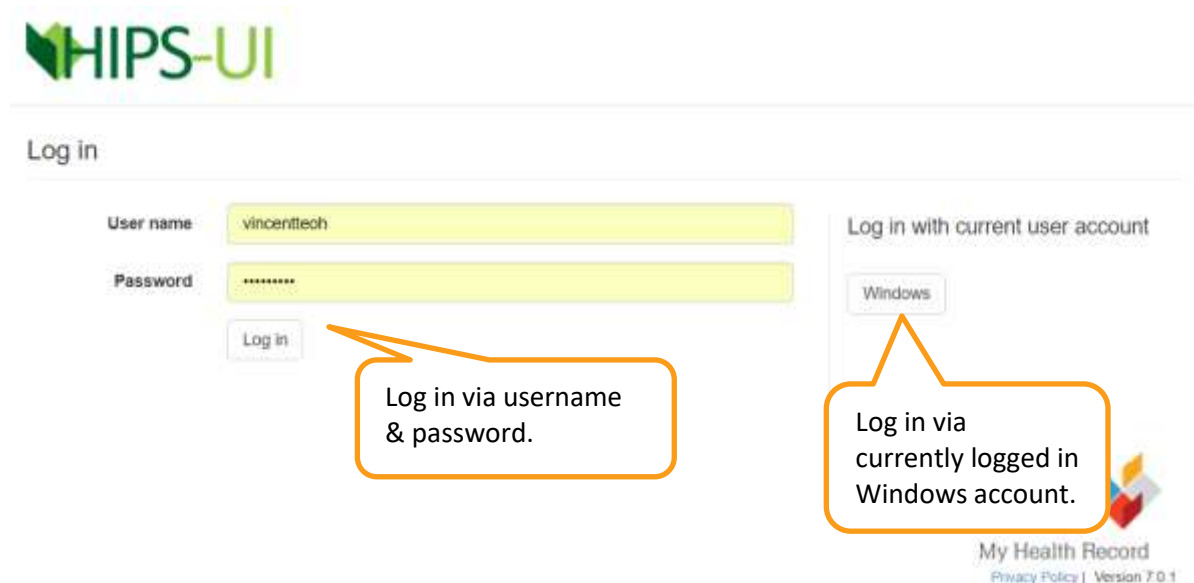 HIPS-UI
Log in
User name vincentteoh
Password •••••••••
Log in
Log in with current user account
Windows
Log in via username
& password.
Log in via
currently logged in
Windows account.
My Health Record
Privacy Policy | Version 7.0.1